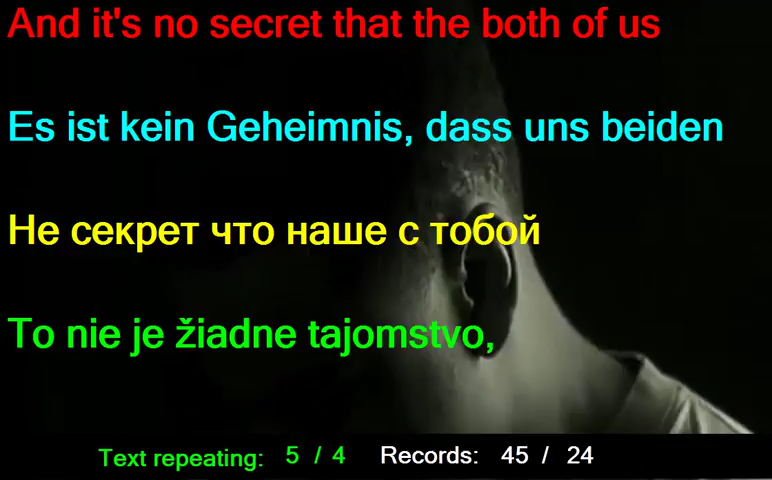 And it's no secret that the both of us
Es ist kein Geheimnis, dass uns beiden
Не секрет что наше с тобой
To nie je žiadne tajomstvo,
Text repeating: 5 / 4 Records: 45 / 24